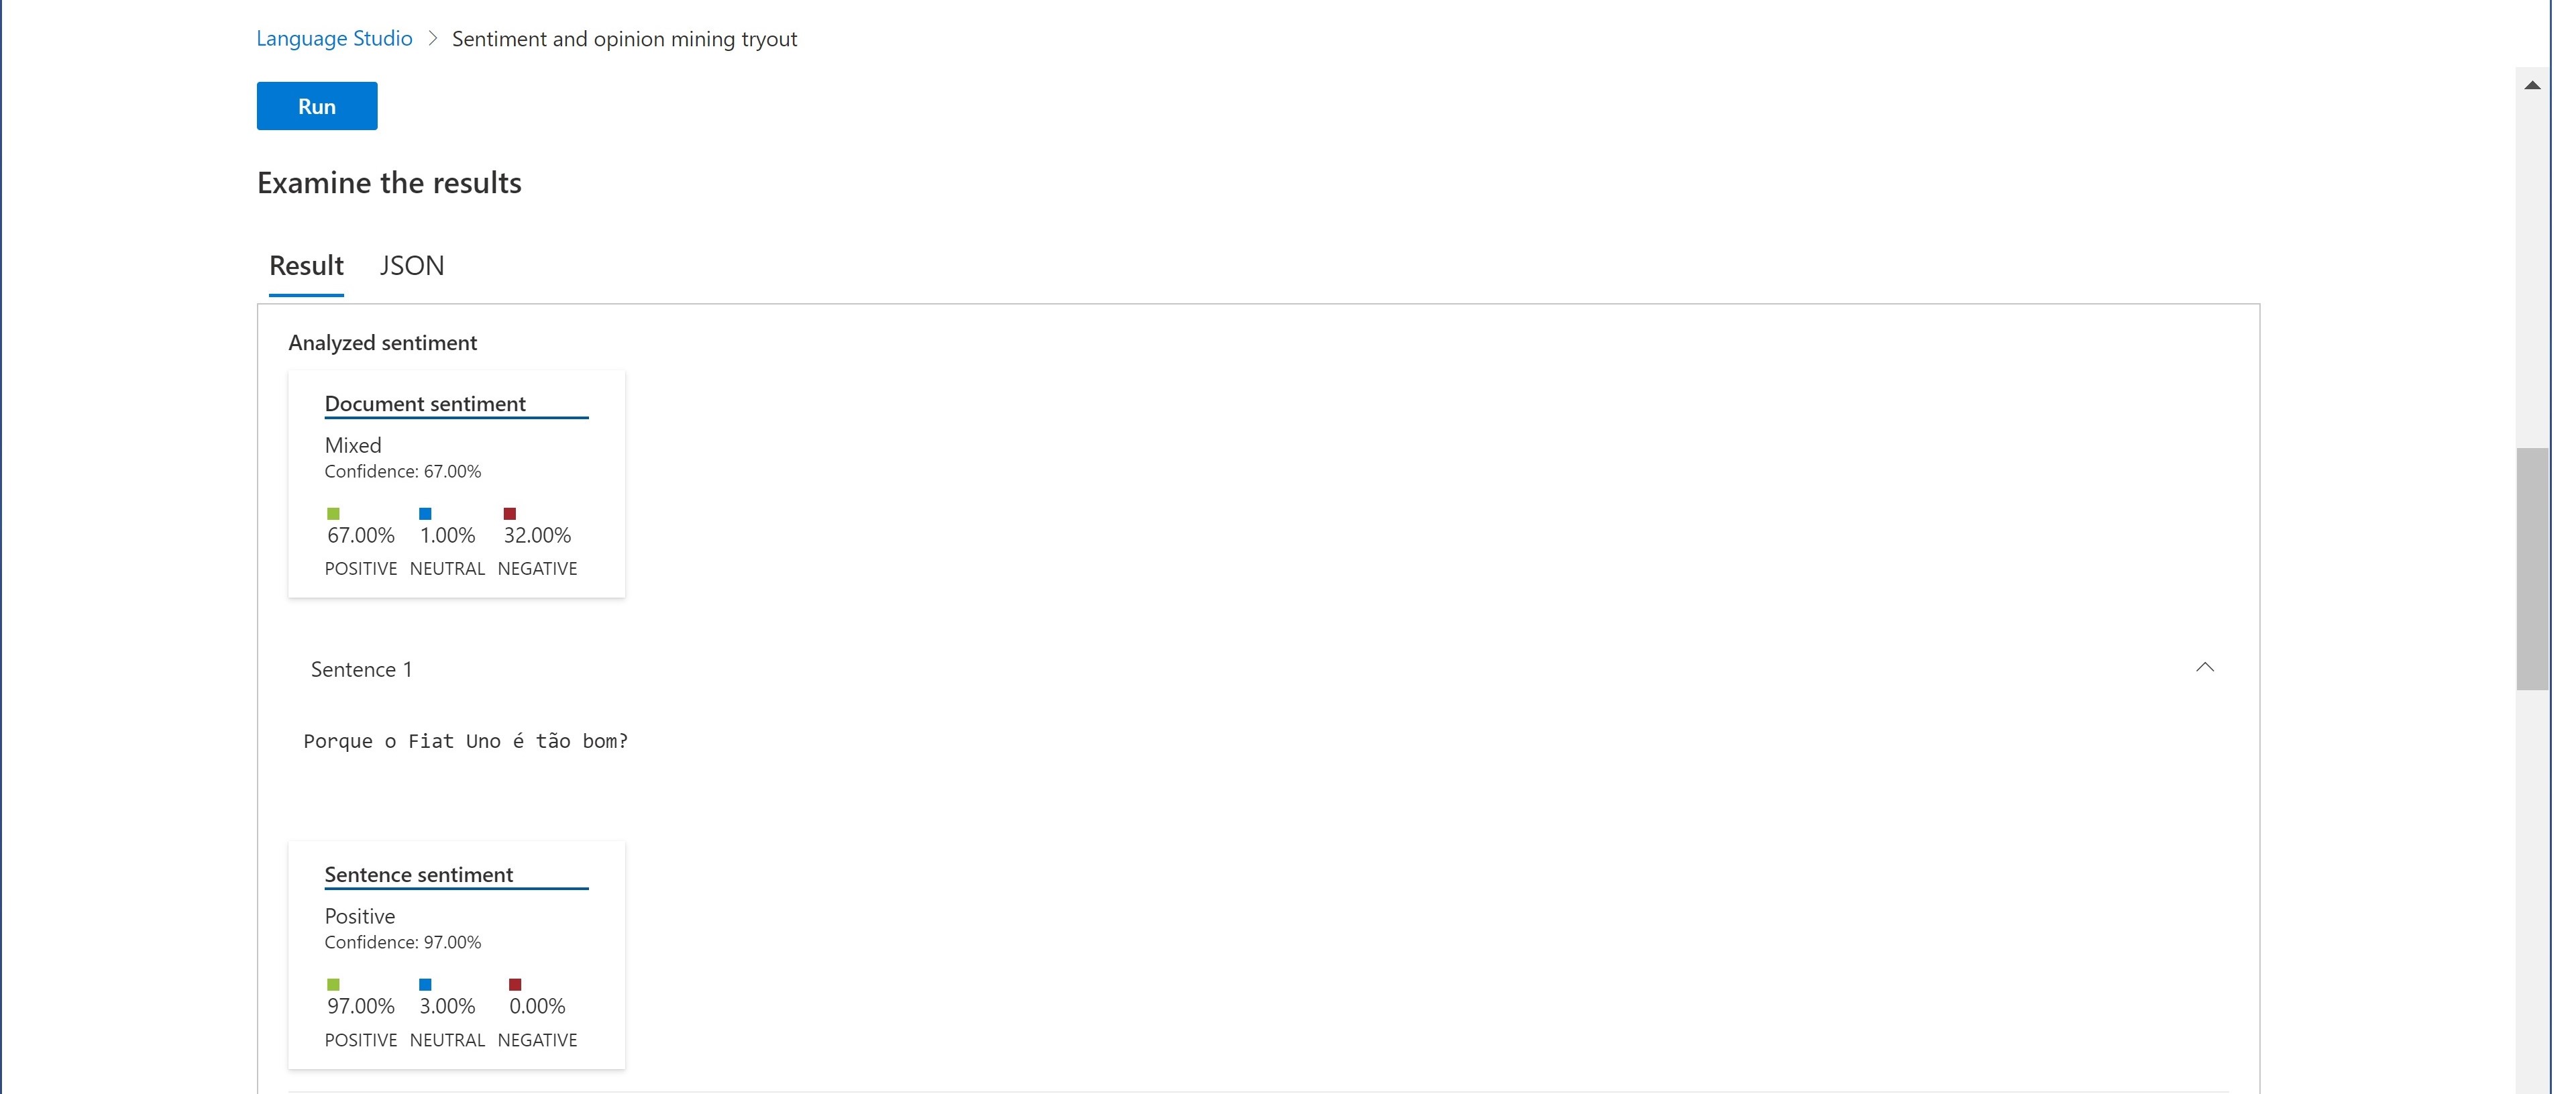 Language Studio > Sentiment and opinion mining tryout
Run
Examine the results
Result JSON
Analyzed sentiment
Document sentiment
Mixed
Confidence: 67.00%
67.00% 1.00% 32.00%
POSITIVE NEUTRAL NEGATIVE
Sentence 1
Porque o Fiat Uno é tão bom?
Sentence sentiment
Positive
Confidence: 97.00%
97.00% 3.00% 0.00%
POSITIVE NEUTRAL NEGATIVE